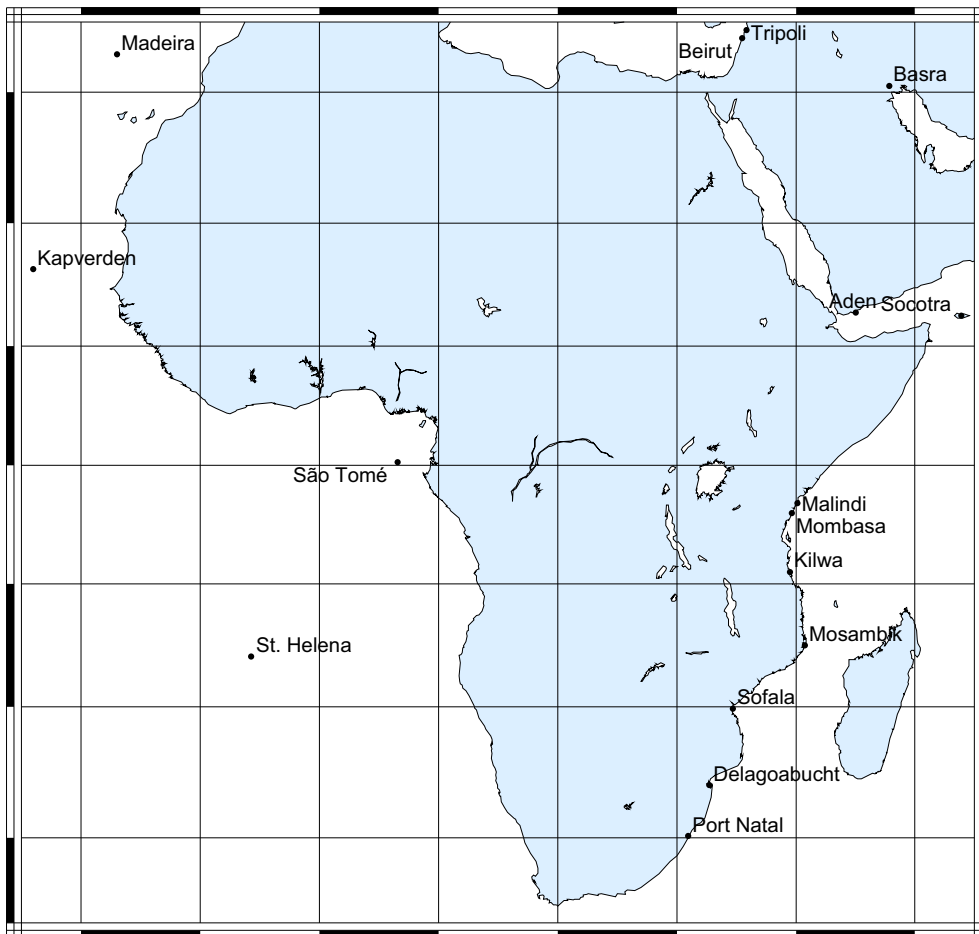 Madeira
Tripoli
Beirut
Basra
Kapverden
Aden
Socotra
São Tomé
Malindi
Mombasa
Kilwa
St. Helena
Mosambik
Sofala
Delagoabucht
Port Natal